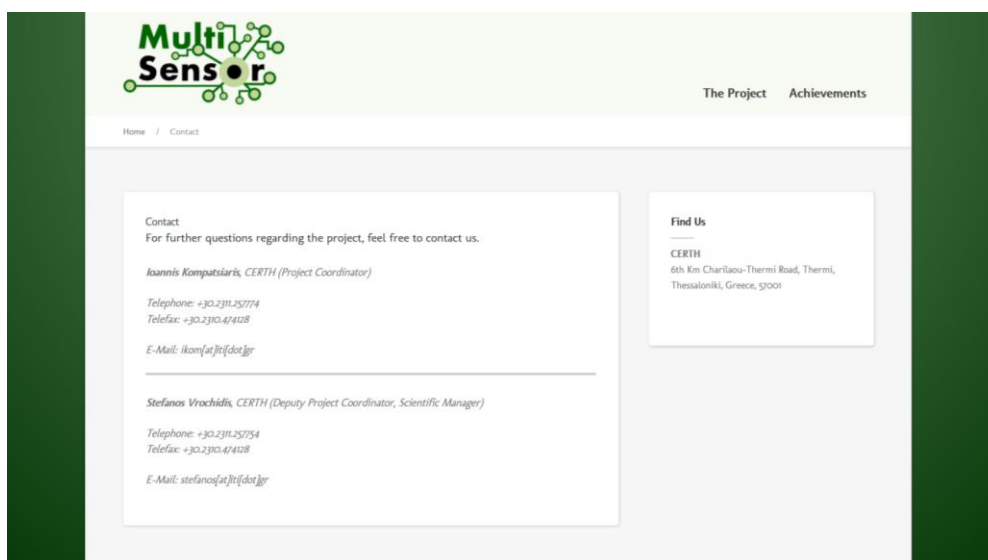 Multi
Sensor
The Project Achievements
Home / Contact
Contact
For further questions regarding the project, feel free to contact us.
Ioannis Kompatsiaris, CERTH (Project Coordinator)
Telephone: +30.2311.257774
Telefax: +30.2310.474128
E-Mail: ikom[at]iti[dot]gr
Stefanos Vrochidis, CERTH (Deputy Project Coordinator, Scientific Manager)
Telephone: +30.2311.257754
Telefax: +30.2310.474128
E-Mail: stefanos[at]iti[dot]gr
Find Us
CERTH
6th Km Charilaou-Thermi Road, Thermi,
Thessaloniki, Greece, 57001